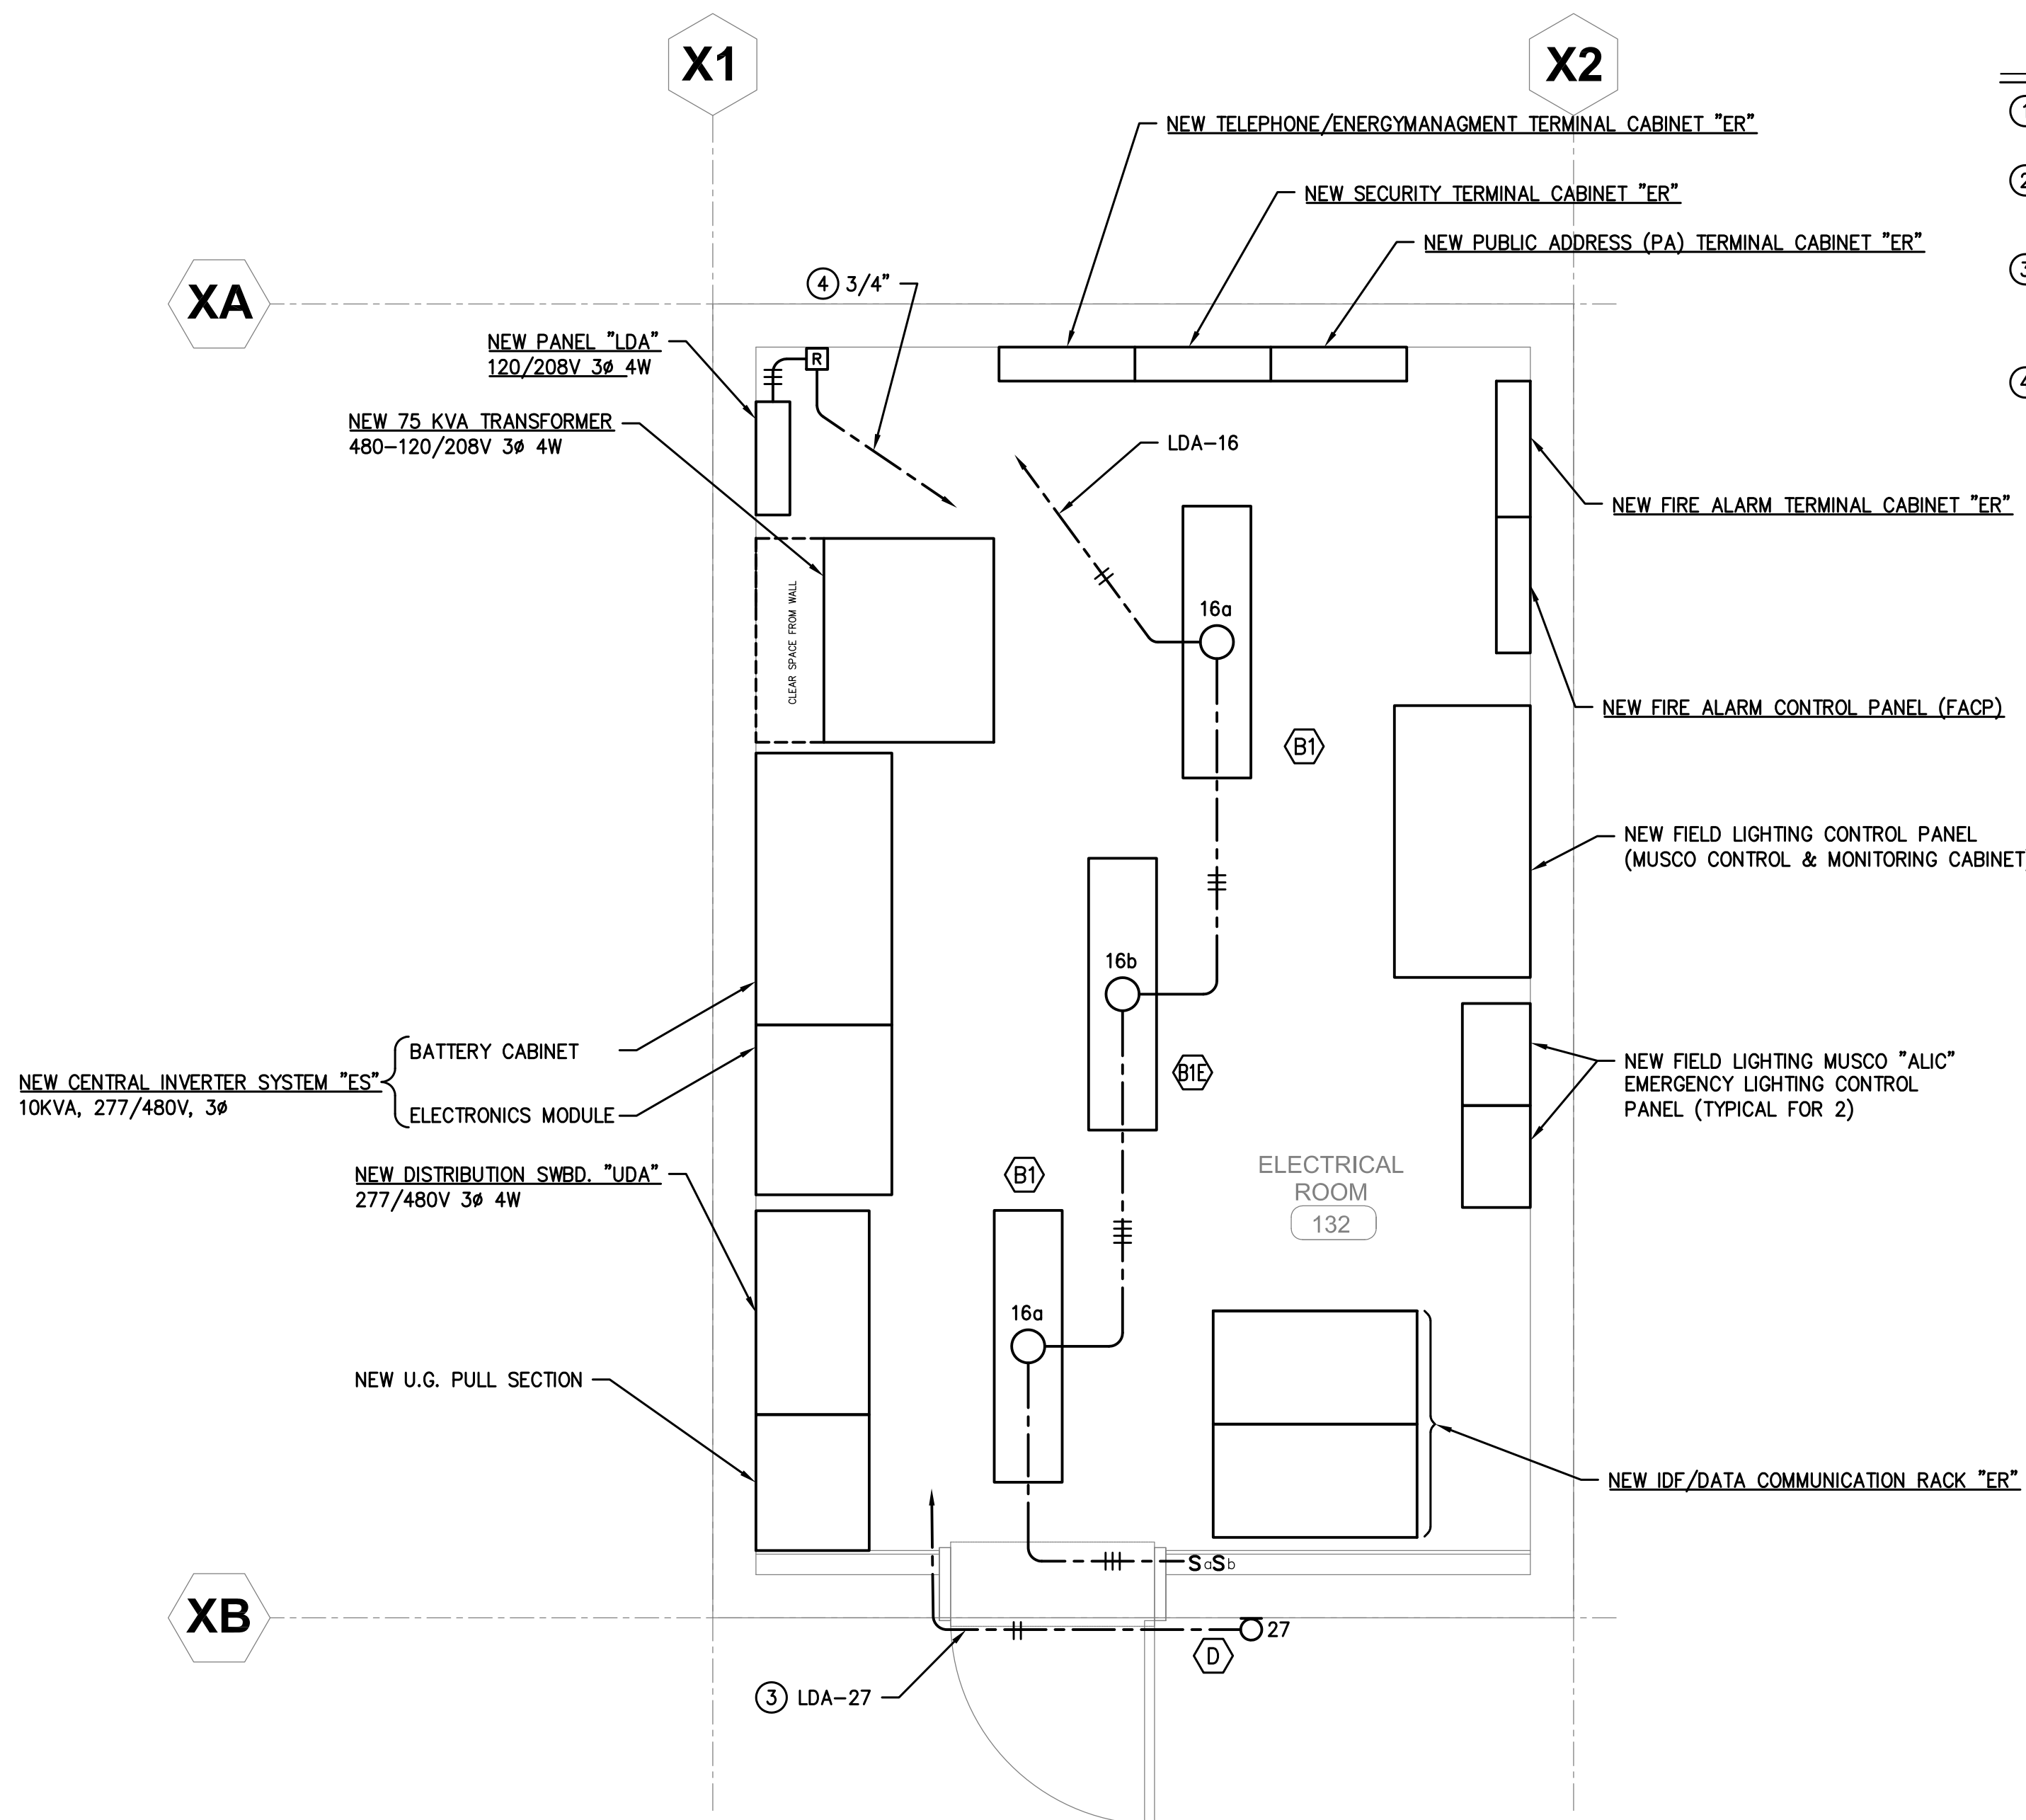 X1
X2
NEW TELEPHONE/ENERGYMANAGMENT TERMINAL CABINET "ER"
NEW SECURITY TERMINAL CABINET "ER"
NEW PUBLIC ADDRESS (PA) TERMINAL CABINET "ER"
XA
4 3/4"
NEW PANEL "LDA"
120/208V 3ø 4W
R
NEW 75 KVA TRANSFORMER
480-120/208V 3ø 4W
LDA-16
NEW FIRE ALARM TERMINAL CABINET "ER"
CLEAR SPACE FROM WALL
16a
NEW FIRE ALARM CONTROL PANEL (FACP)
B1
NEW FIELD LIGHTING CONTROL PANEL
(MUSCO CONTROL & MONITORING CABINET)
16b
BATTERY CABINET
NEW CENTRAL INVERTER SYSTEM "ES"
10KVA, 277/480V, 3ø
ELECTRONICS MODULE
B1E
NEW FIELD LIGHTING MUSCO "ALIC"
EMERGENCY LIGHTING CONTROL
PANEL (TYPICAL FOR 2)
NEW DISTRIBUTION SWBD. "UDA"
277/480V 3ø 4W
B1
ELECTRICAL
ROOM
132
16a
NEW U.G. PULL SECTION
NEW IDF/DATA COMMUNICATION RACK "ER"
SaSb
XB
27
D
3 LDA-27
1
2
3
4